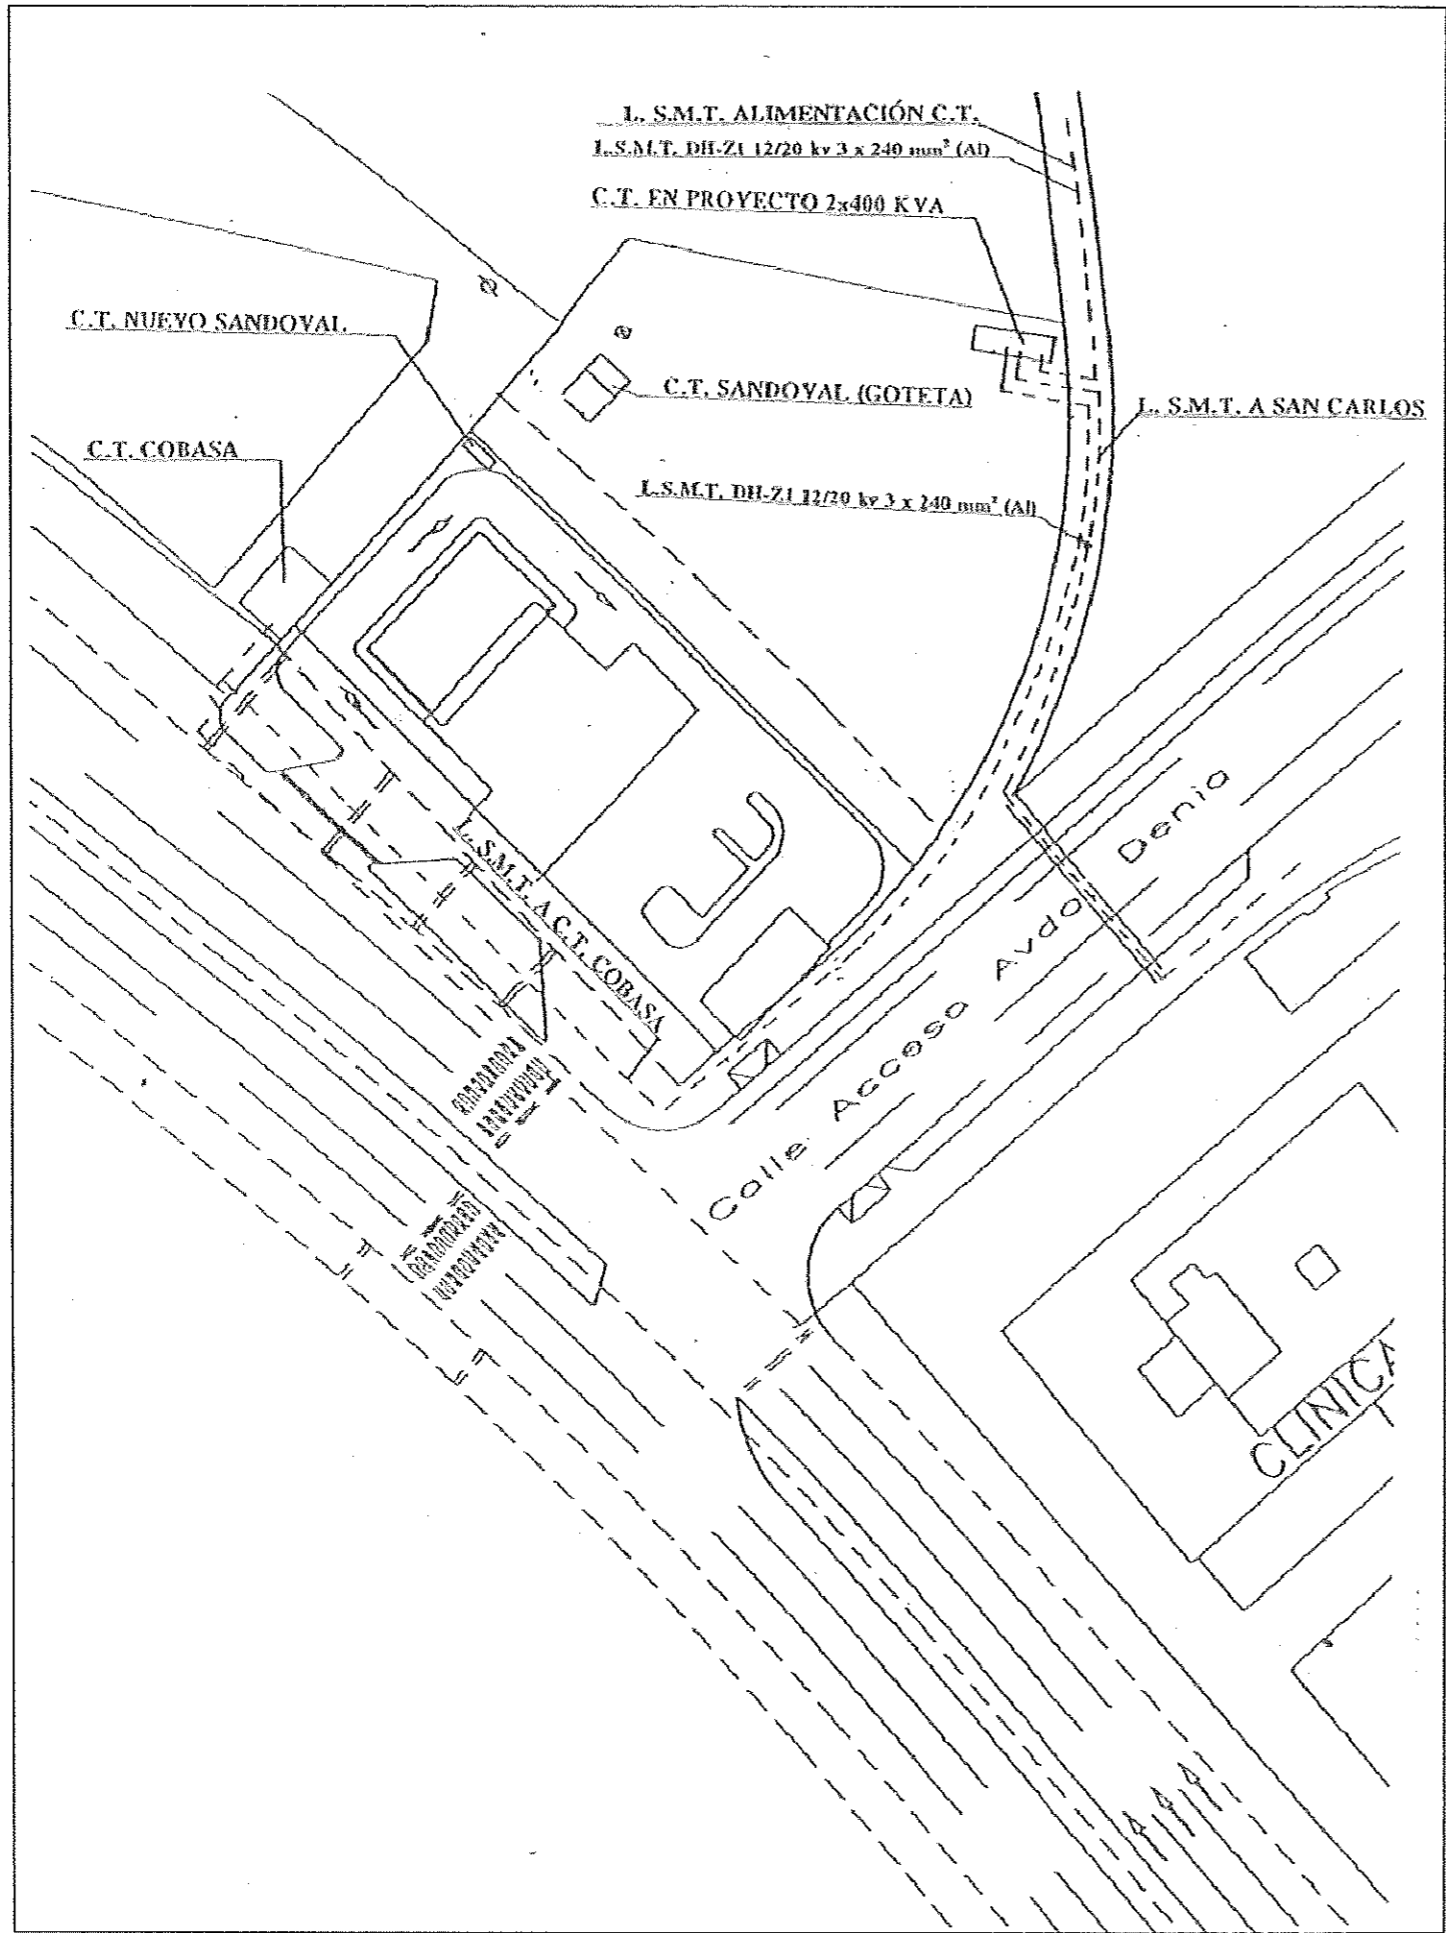 L. S.M.T. ALIMENTACIÓN C.T.
L.S.M.T. DH-Z1 12/20 kv 3 x 240 mm² (Al)
C.T. EN PROYECTO 2x400 KVA
C.T. NUEVO SANDOVAL
C.T. SANDOVAL (GOTETA)
L. S.M.T. A SAN CARLOS
C.T. COBASA
L.S.M.T. DH-Z1 12/20 kv 3 x 240 mm² (Al)
L. S.M.T. A C.T. COBASA
Calle Acceso Avda Denia
CLINICA